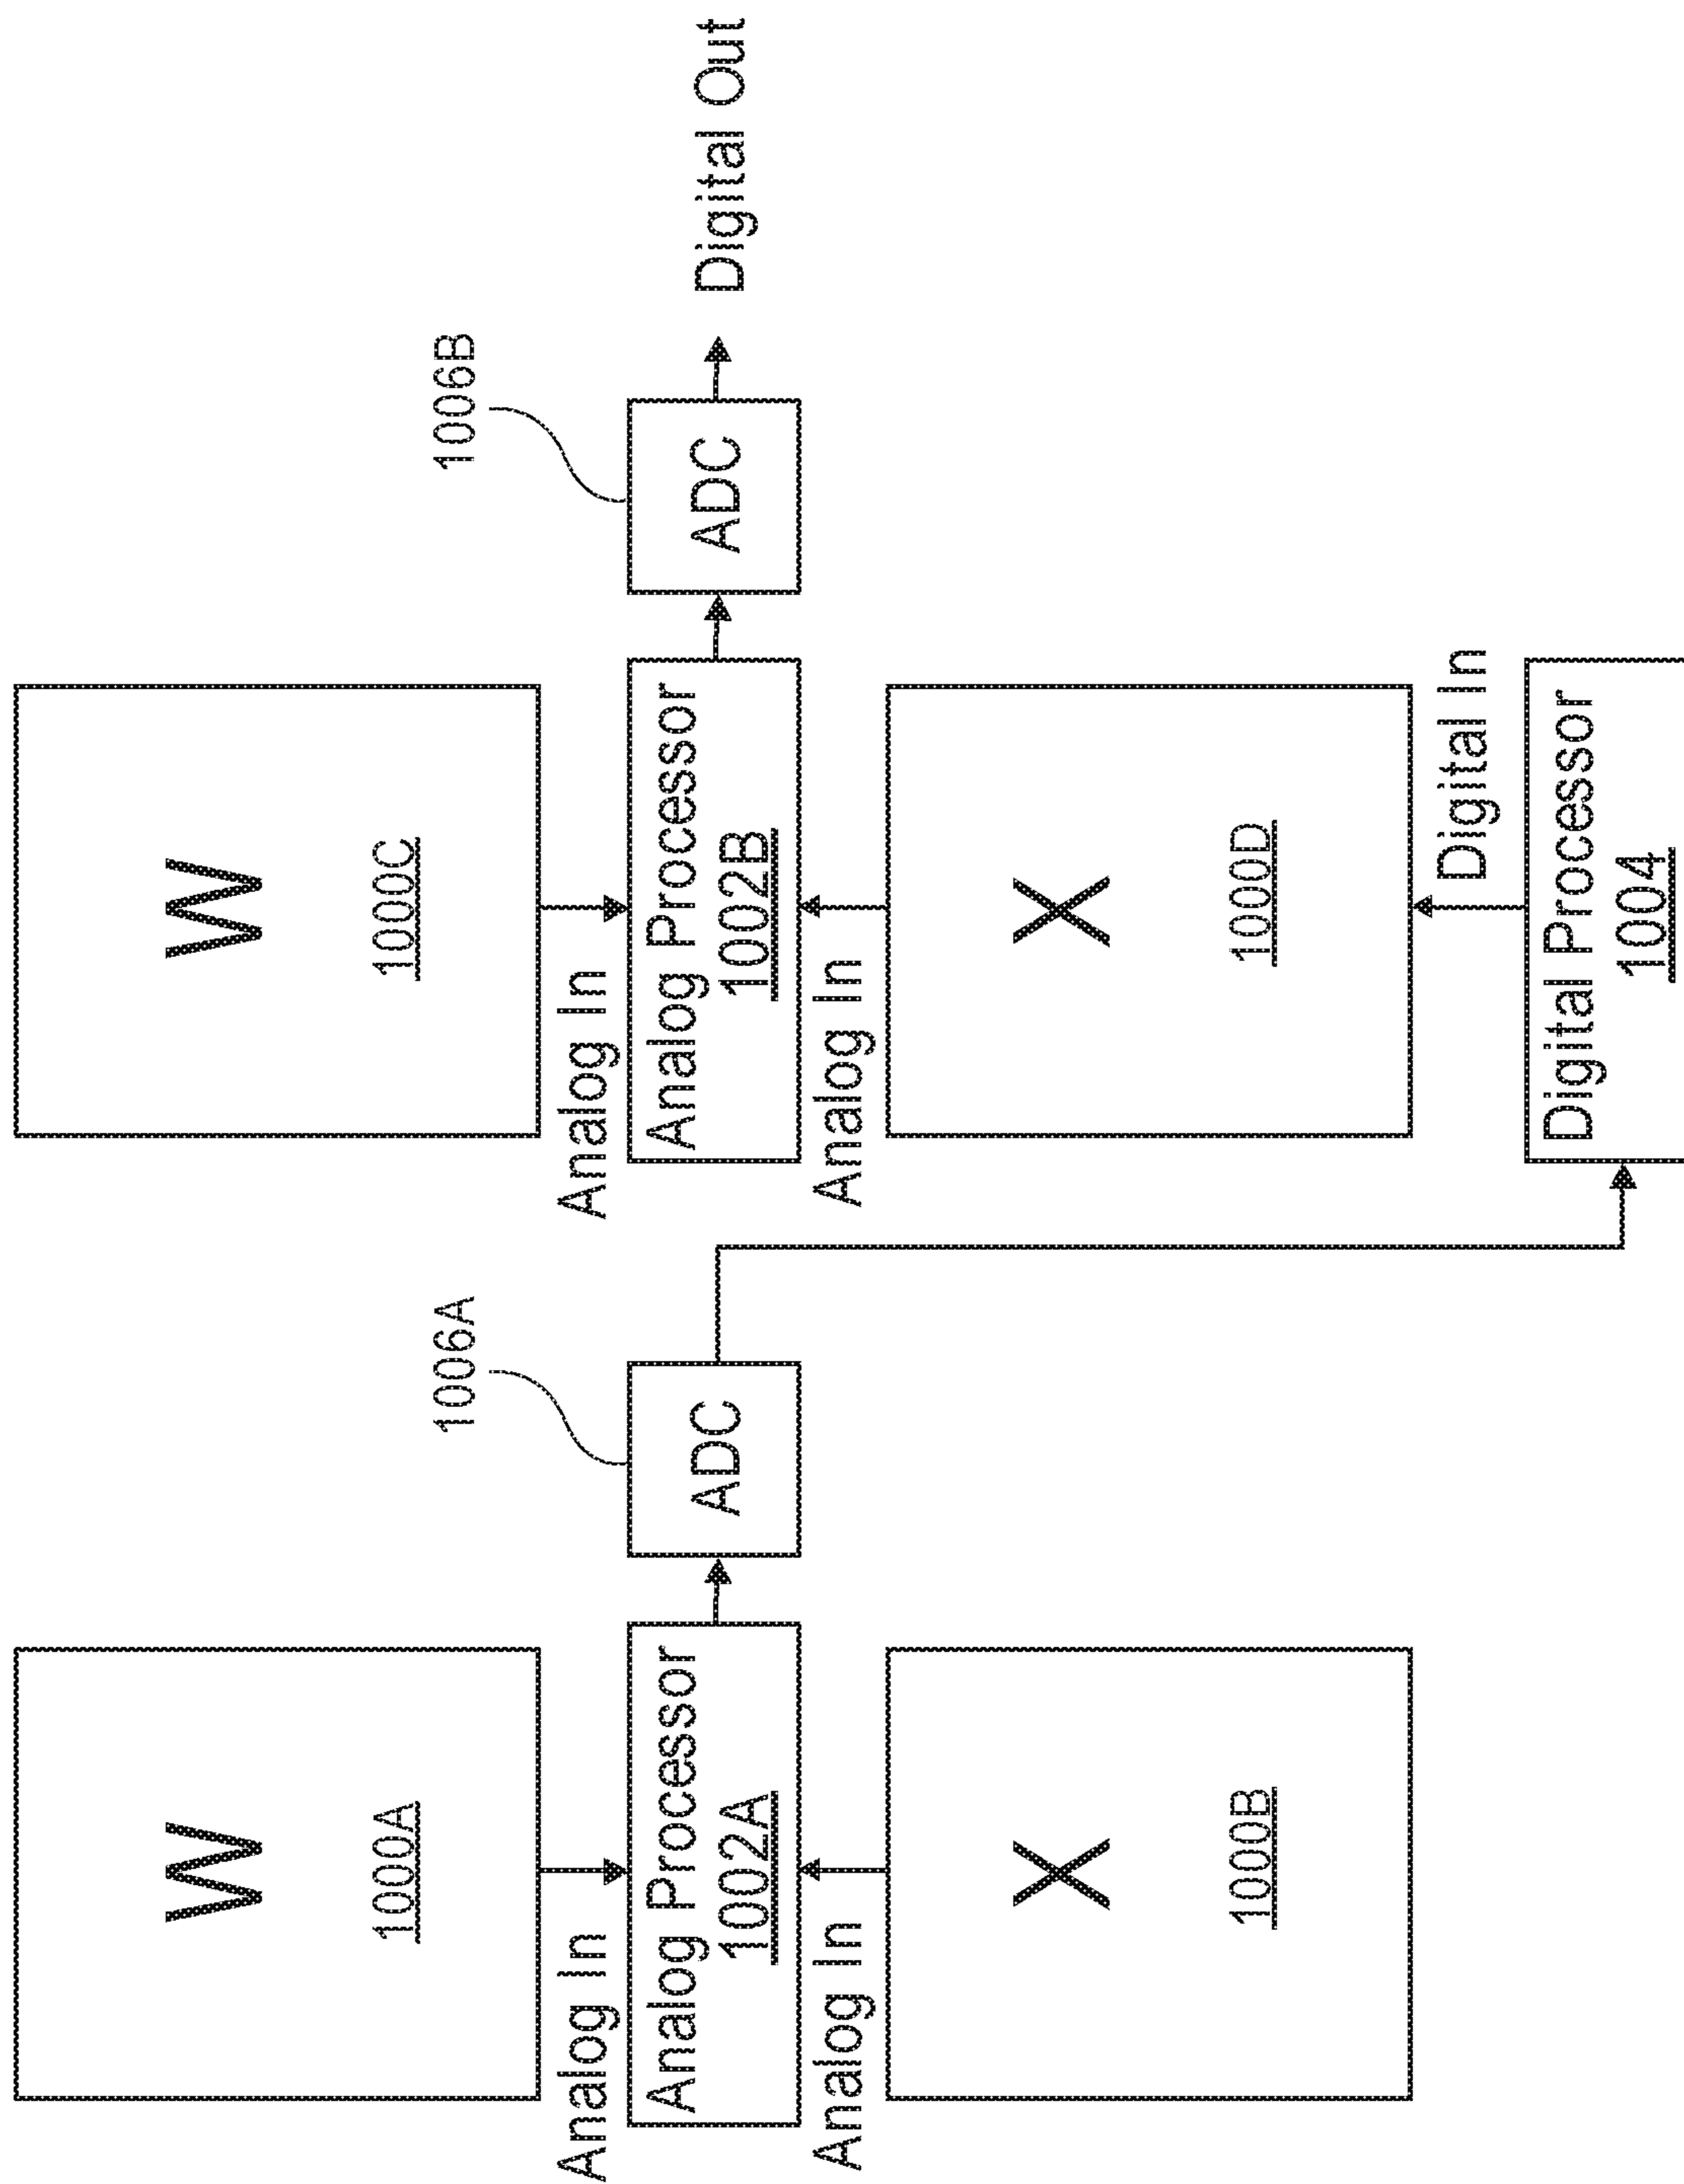 W
1000A
Analog In
Analog Processor
1002A
Analog In
X
1000B
1006A
ADC
W
1000C
Analog In
Analog Processor
1002B
Analog In
X
1000D
Digital In
Digital Processor
1004
1006B
ADC
Digital Out